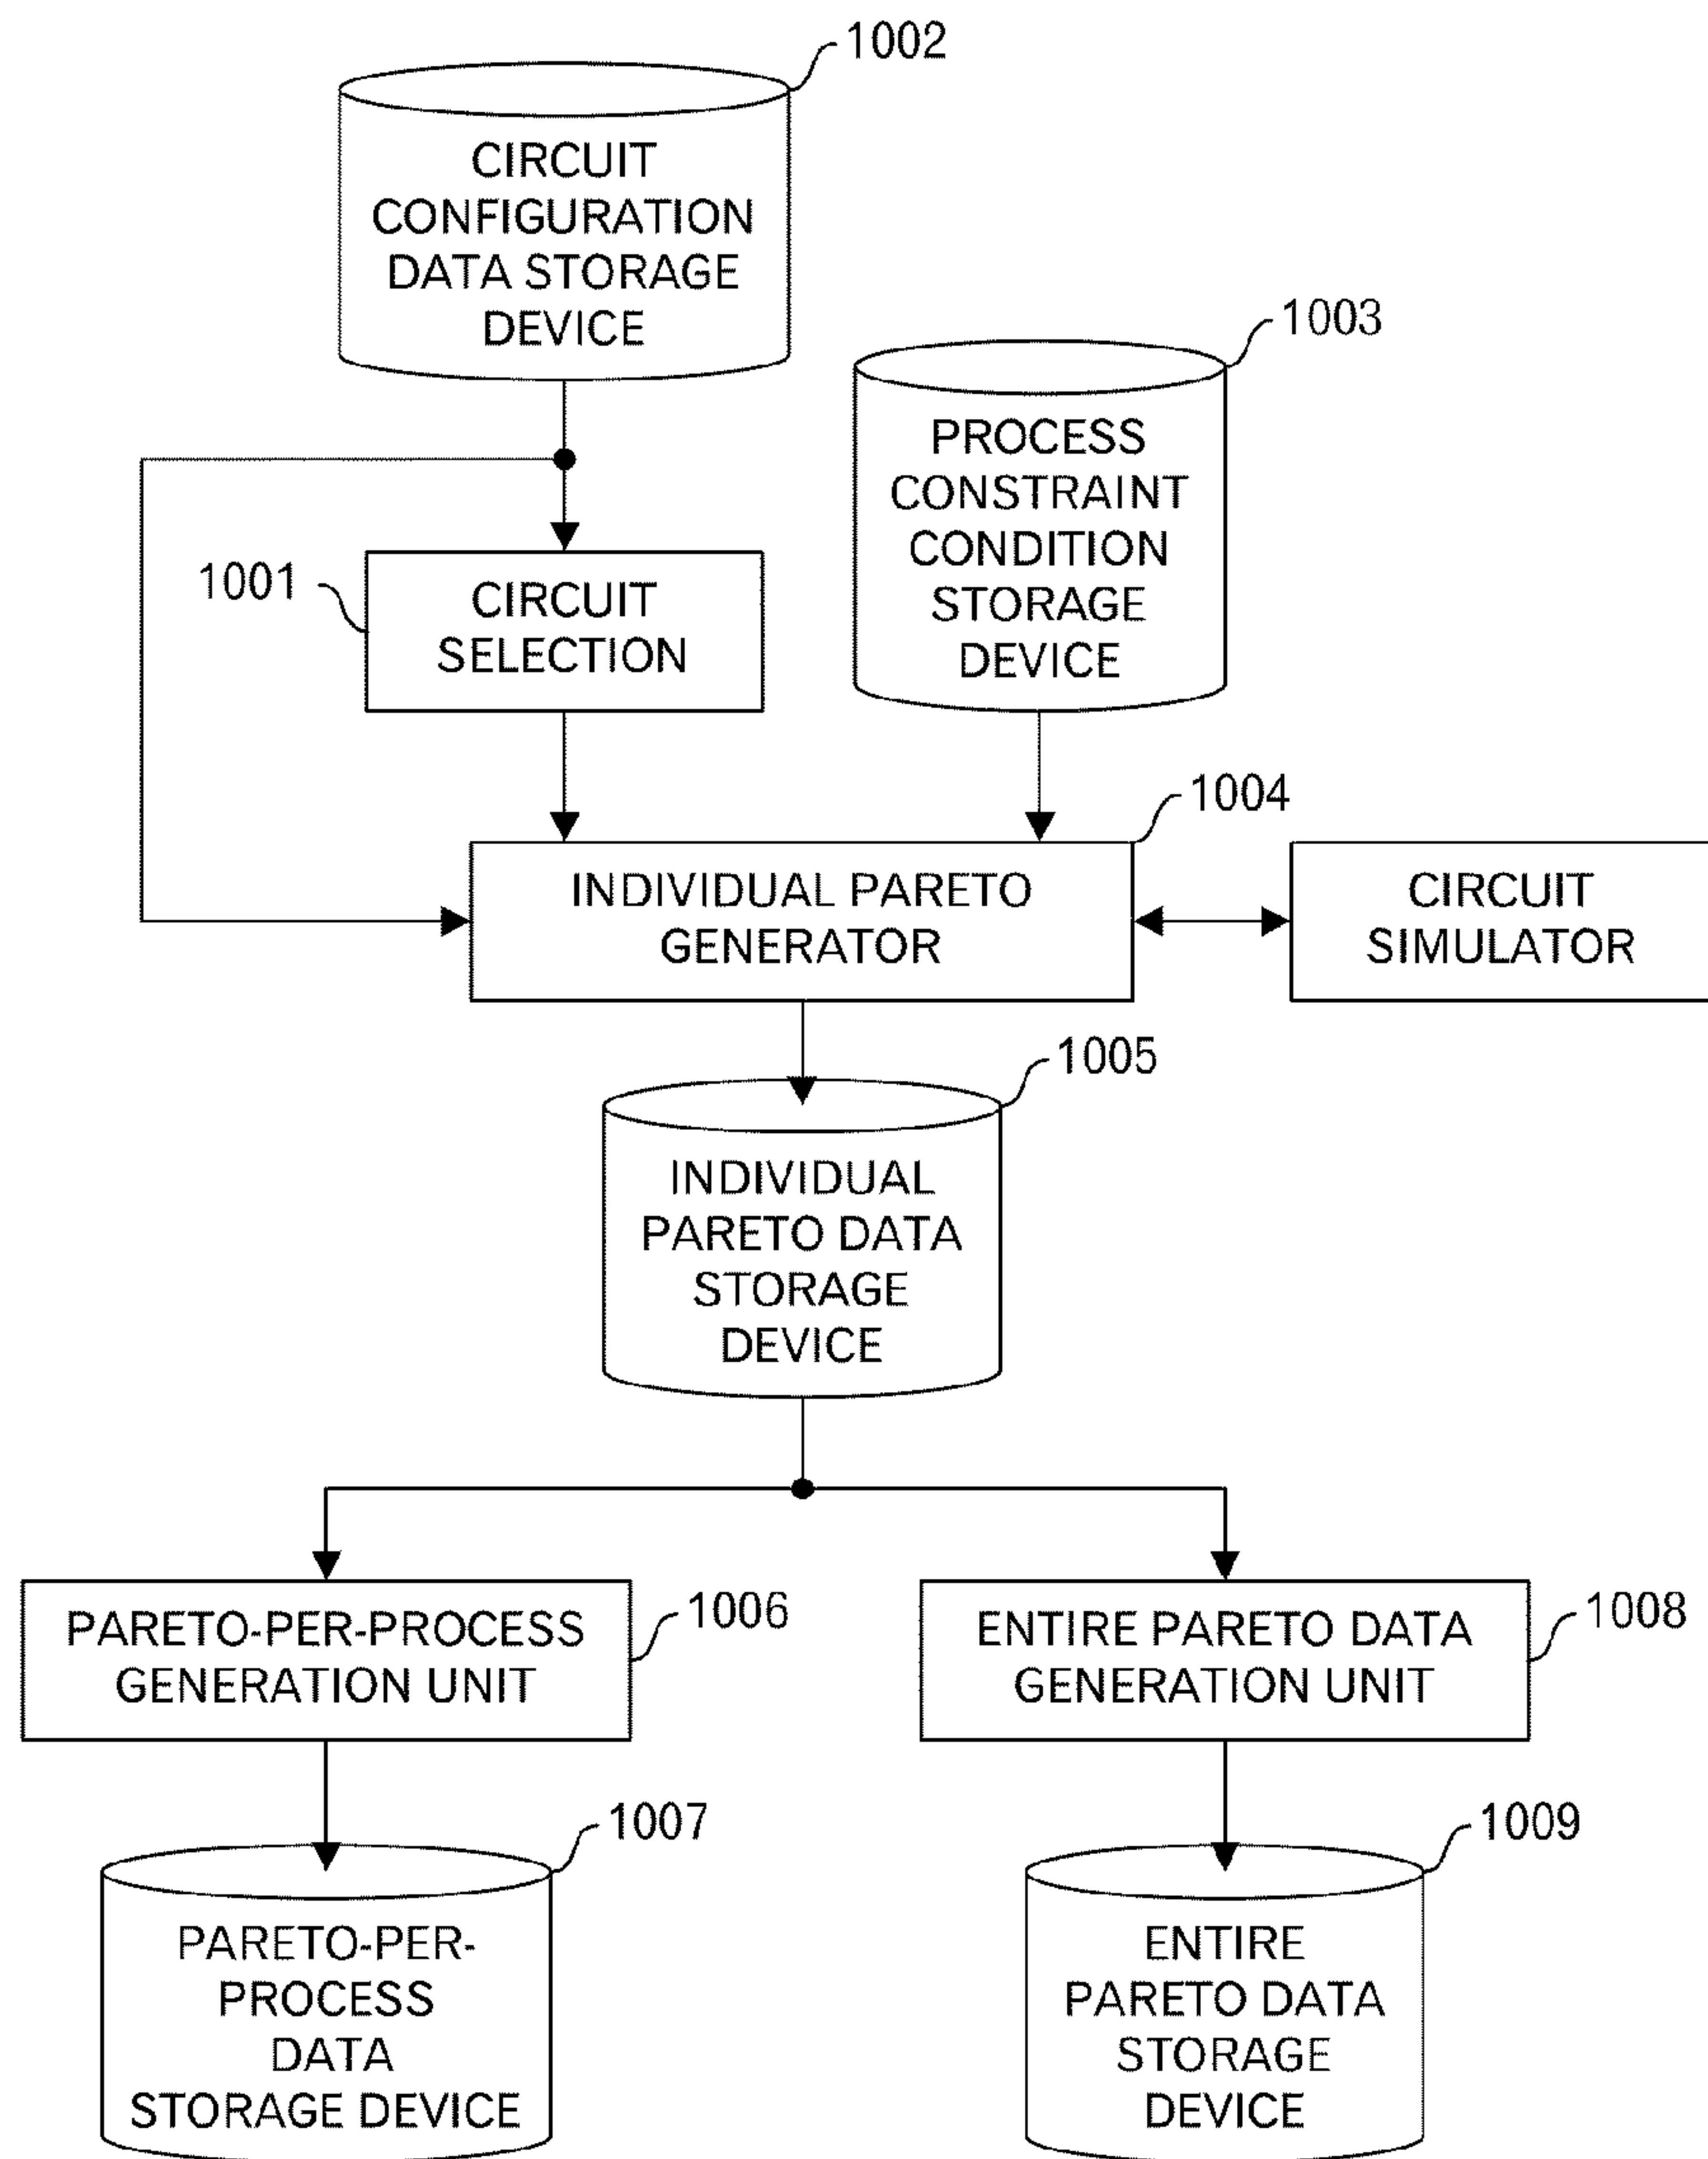 1002
CIRCUIT
CONFIGURATION
DATA STORAGE
DEVICE
1003
PROCESS
CONSTRAINT
CONDITION
STORAGE
DEVICE
1001
CIRCUIT
SELECTION
1004
INDIVIDUAL PARETO
GENERATOR
CIRCUIT
SIMULATOR
1005
INDIVIDUAL
PARETO DATA
STORAGE
DEVICE
PARETO-PER-PROCESS
GENERATION UNIT
1006
ENTIRE PARETO DATA
GENERATION UNIT
1008
1007
PARETO-PER-
PROCESS
DATA
STORAGE DEVICE
1009
ENTIRE
PARETO DATA
STORAGE
DEVICE